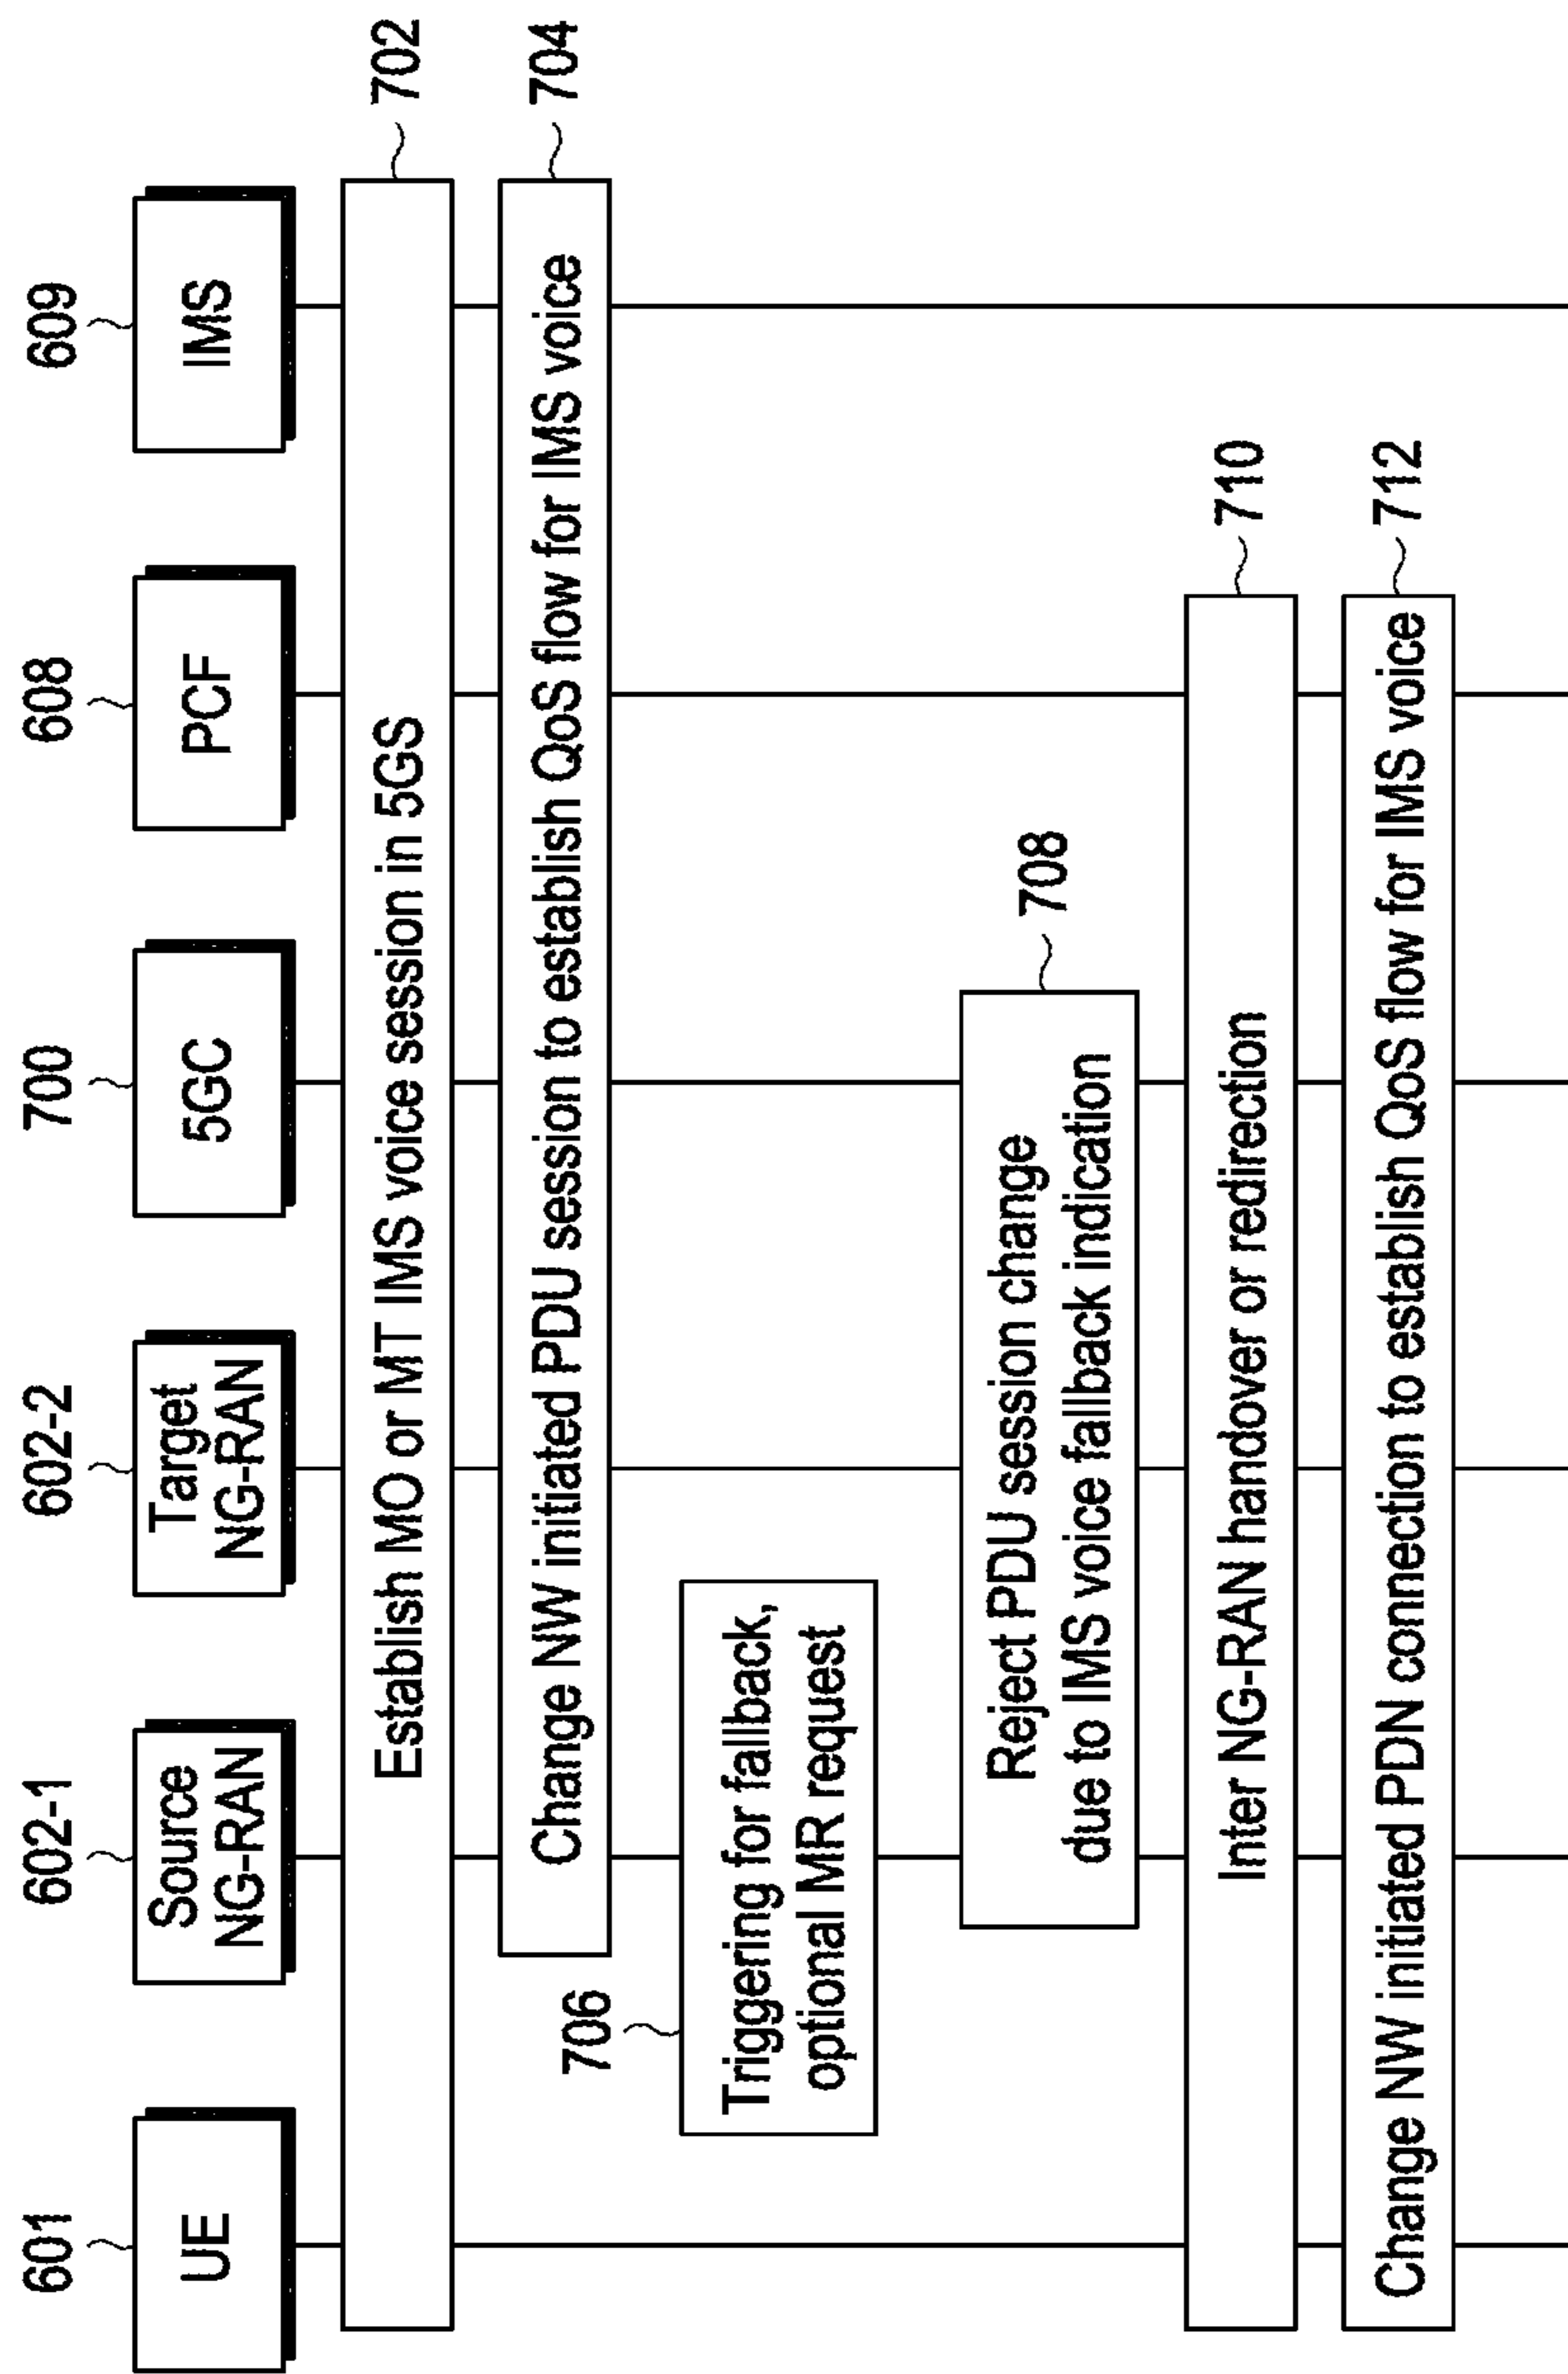 601
602-1
602-2
700
608
609
UE
Source
NG-RAN
Target
NG-RAN
5GC
PCF
IMS
Establish MO or MT IMS voice session in 5GS
702
Change NW initiated PDU session to establish QoS flow for IMS voice
704
706
Triggering for fallback,
optional MR request
Reject PDU session change
due to IMS voice fallback indication
708
Inter NG-RAN handover or redirection
710
Change NW initiated PDN connection to establish QoS flow for IMS voice
712